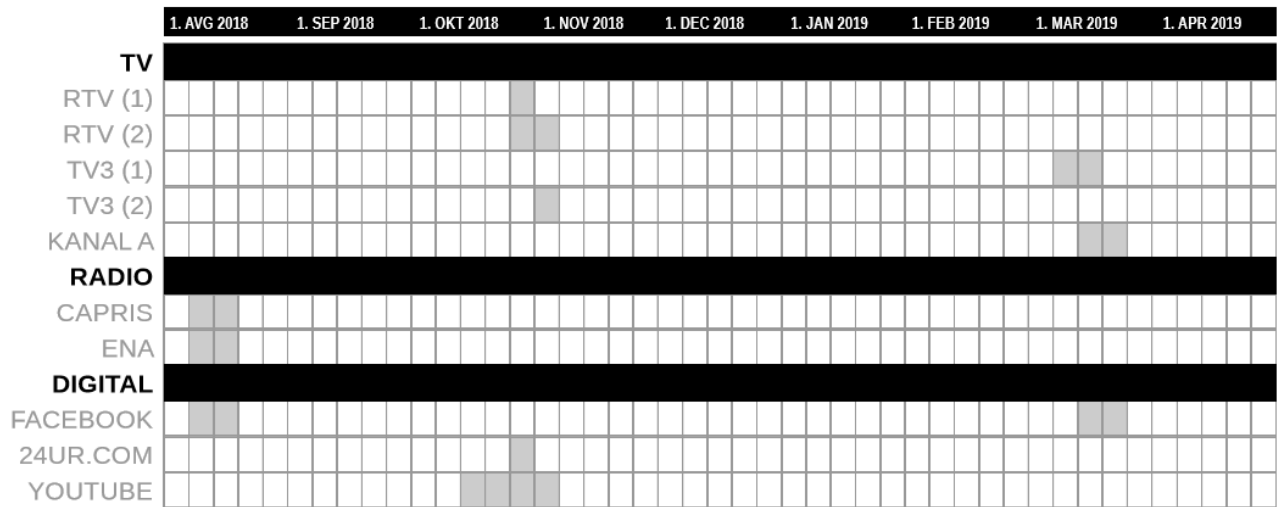 1. AVG 2018 1. SEP 2018 1. OKT 2018 1. NOV 2018 1. DEC 2018 1. JAN 2019 1. FEB 2019 1. MAR 2019 1. APR 2019
TV
RTV (1)
RTV (2)
TV3 (1)
TV3 (2)
KANAL A
RADIO
CAPRIS
ENA
DIGITAL
FACEBOOK
24UR.COM
YOUTUBE